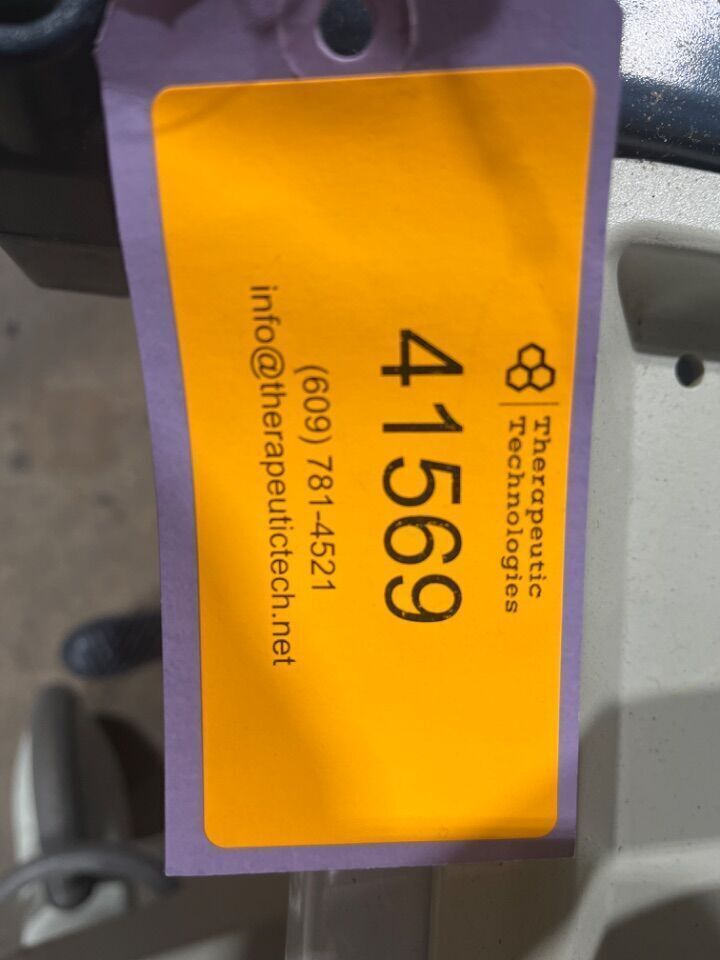 Therapeutic
Technologies
41569
(609) 781-4521
info@therapeutictech.net